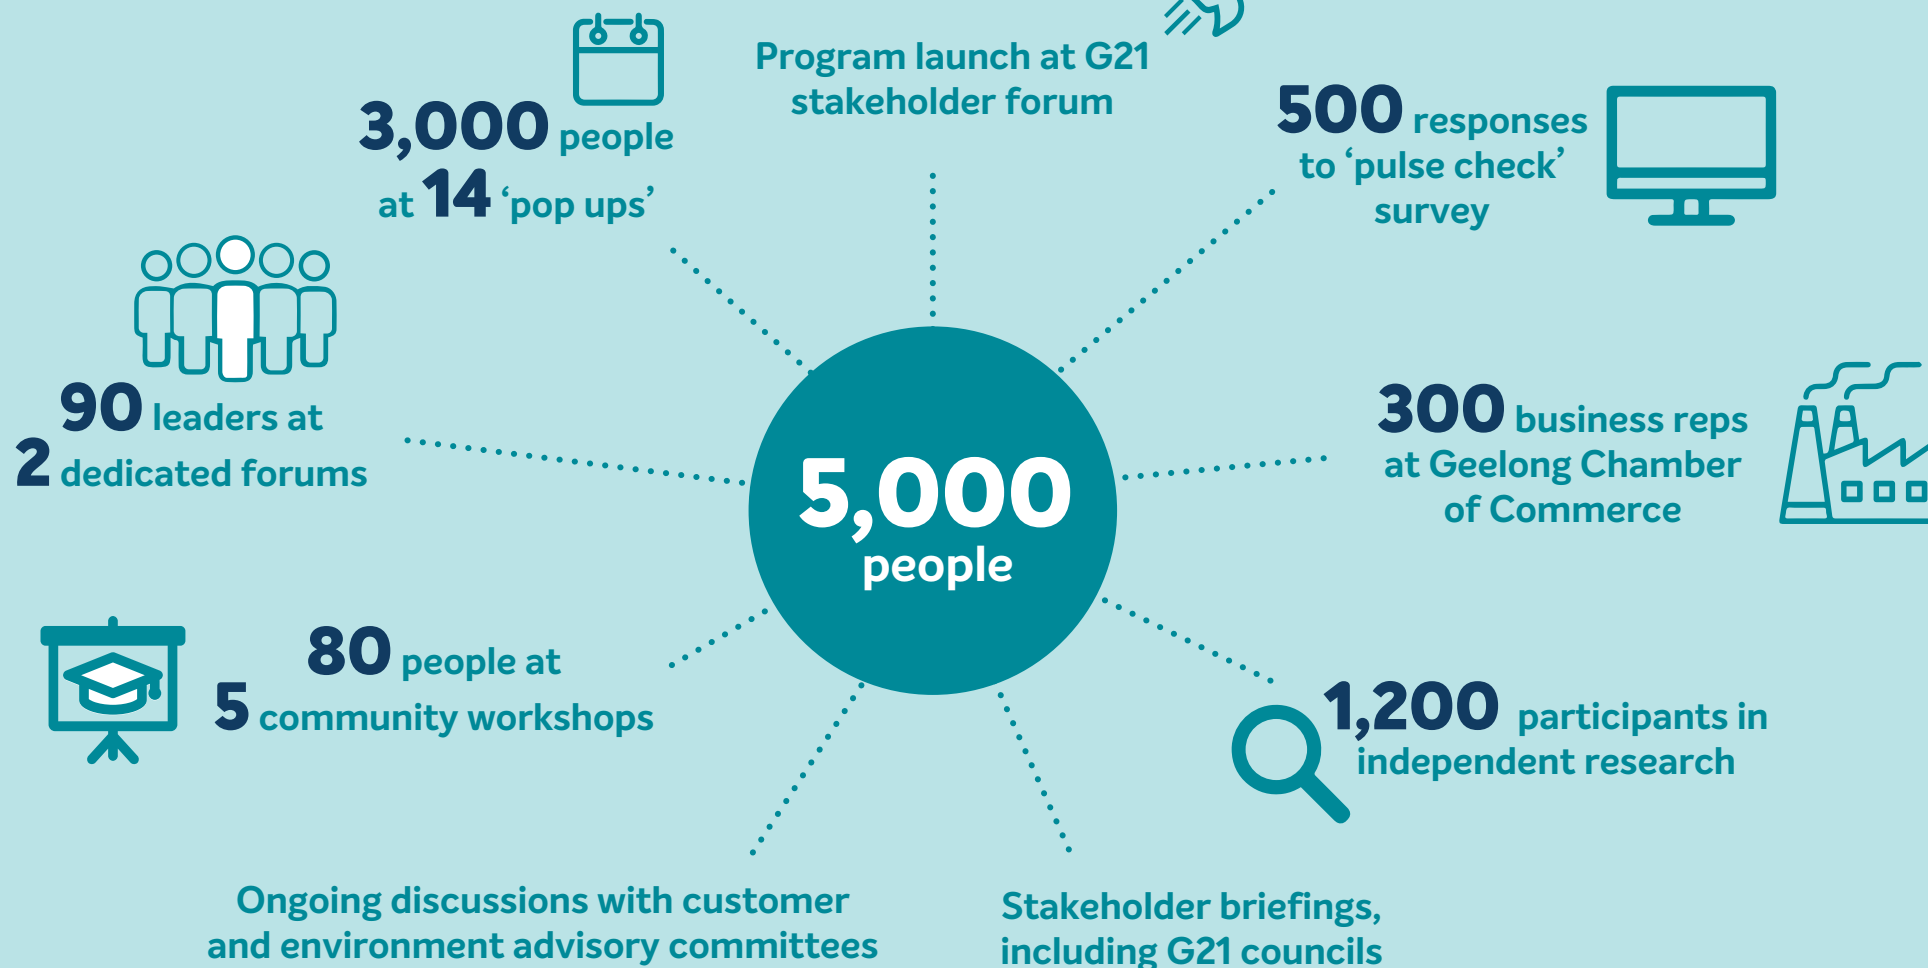 Program launch at G21
stakeholder forum
3,000 people
at 14 ‘pop ups’
500 responses
to ‘pulse check’
survey
90 leaders at
2 dedicated forums
5,000
people
300 business reps
at Geelong Chamber
of Commerce
80 people at
5 community workshops
1,200 participants in
independent research
Ongoing discussions with customer
and environment advisory committees
Stakeholder briefings,
including G21 councils